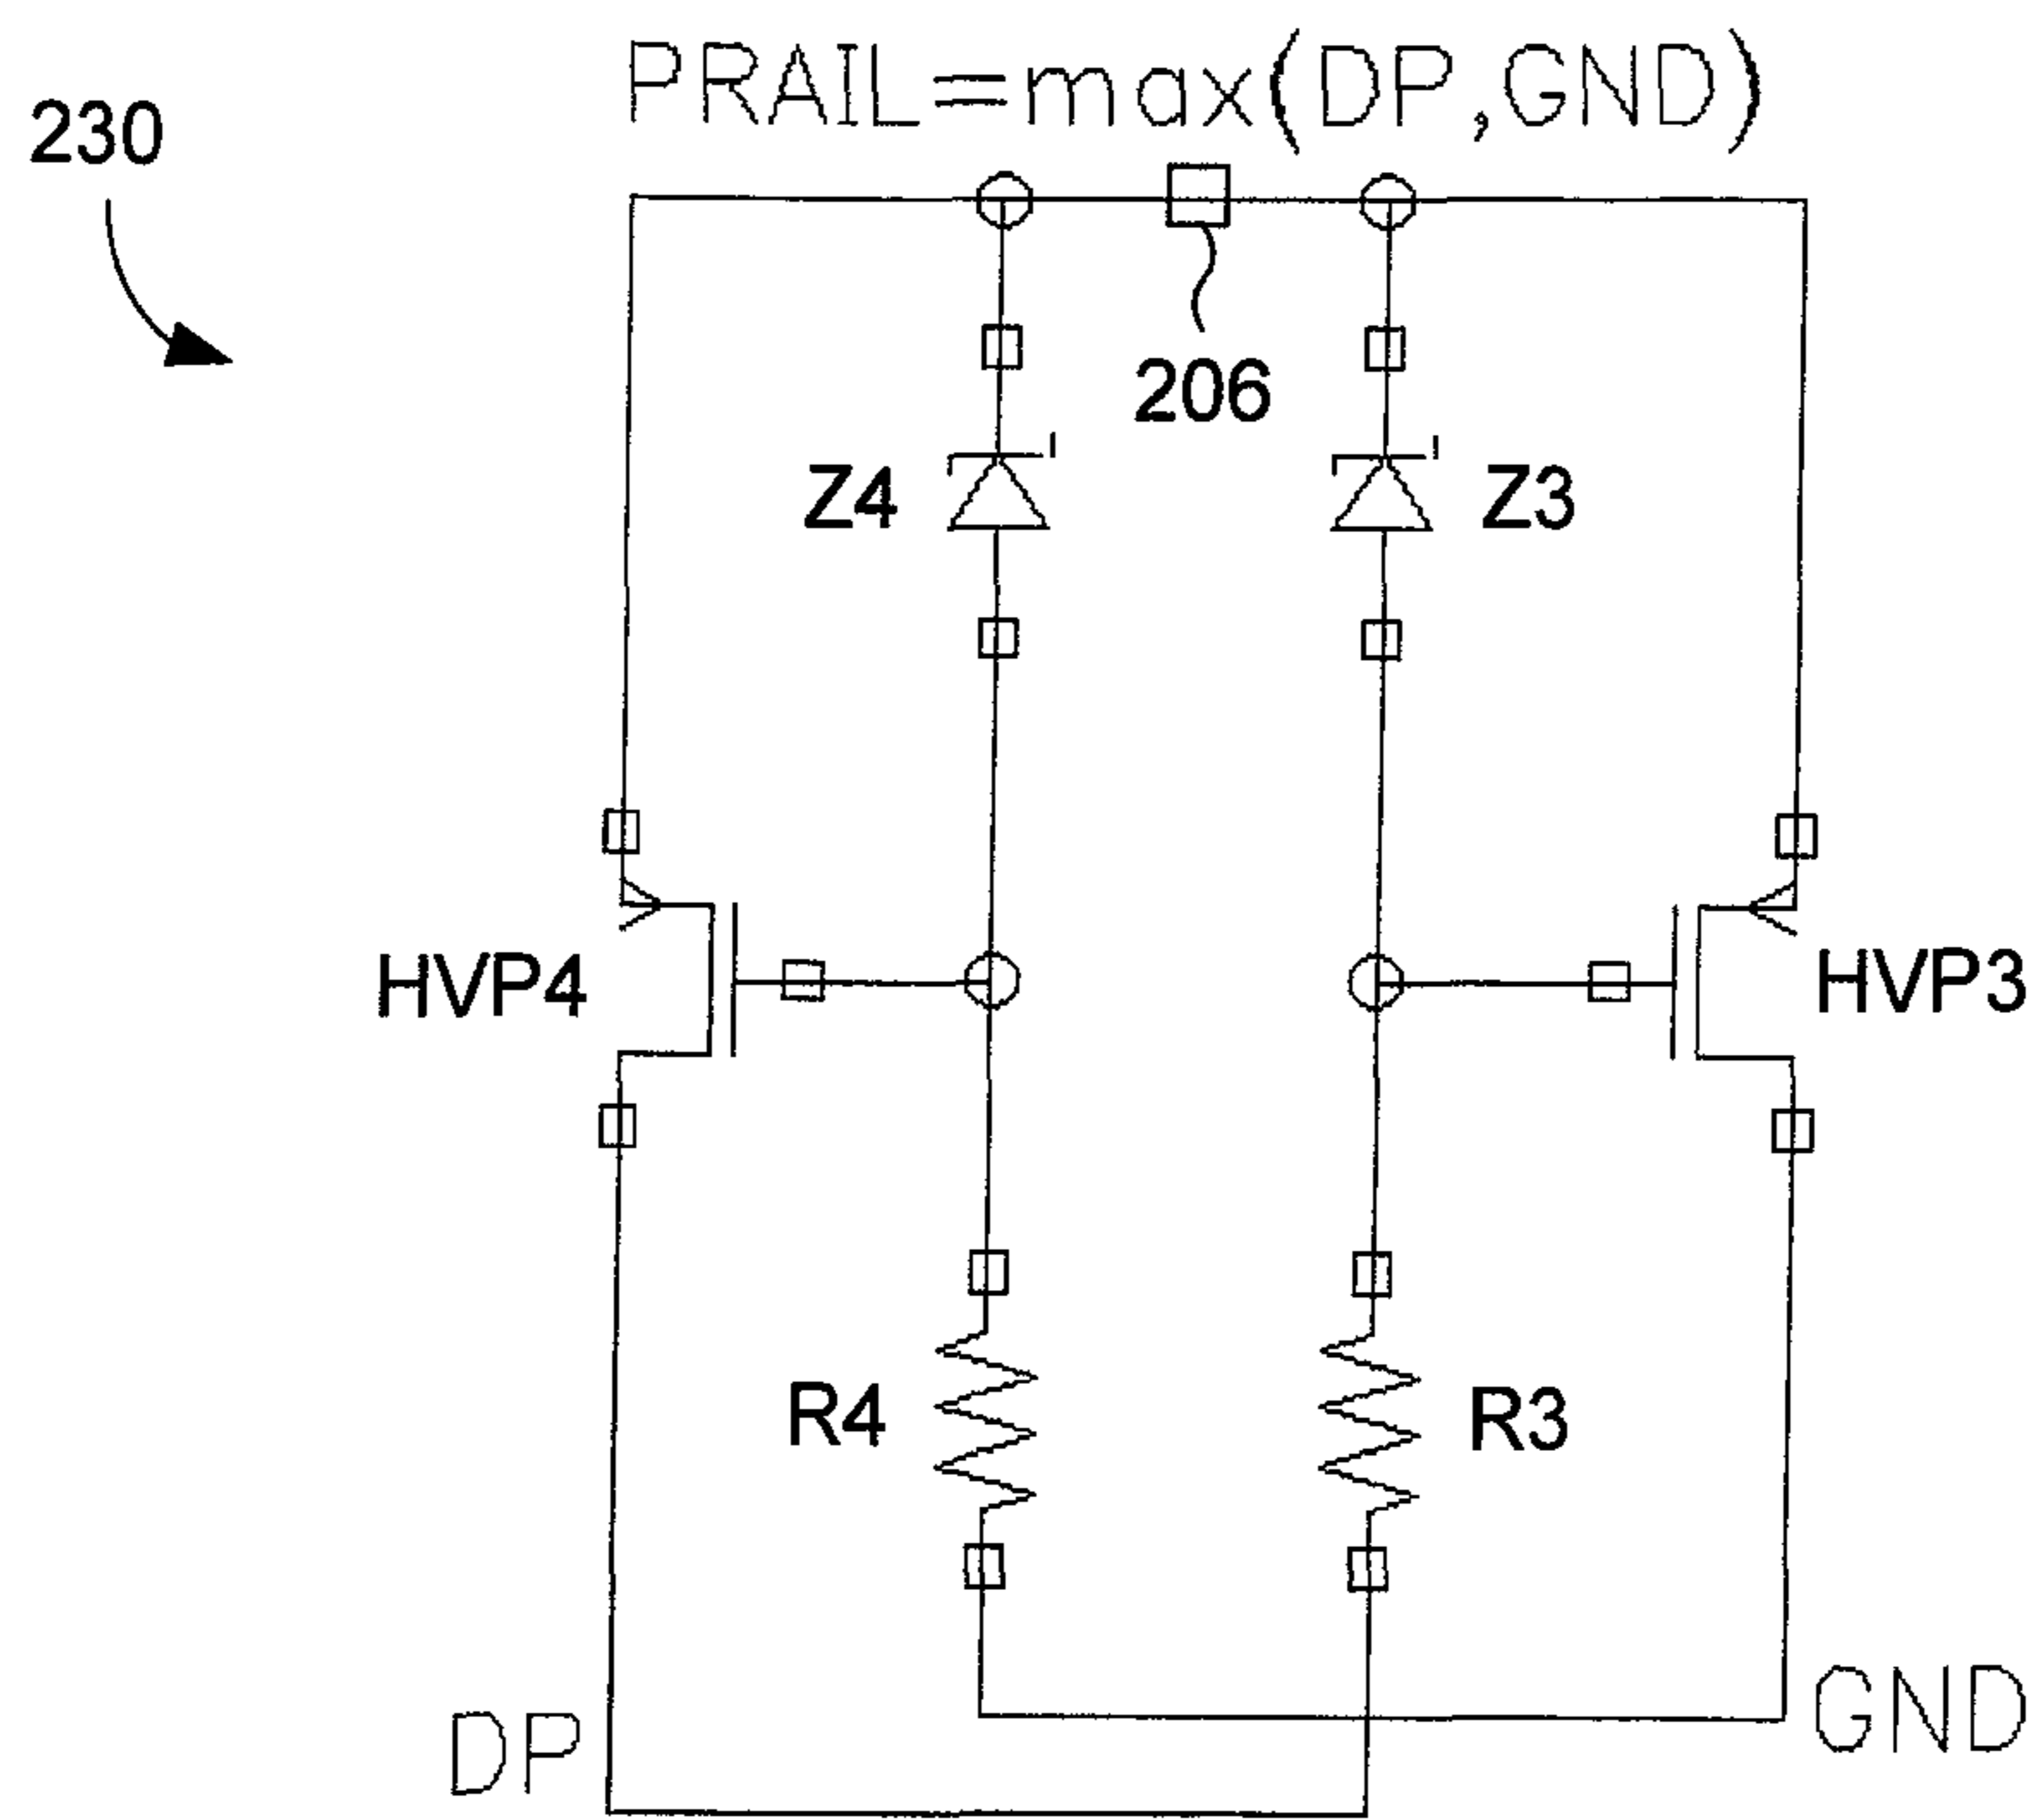 PRAIL=max(DP,GND)
230
206
Z4
Z3
HVP4
HVP3
R4
R3
DP
GND